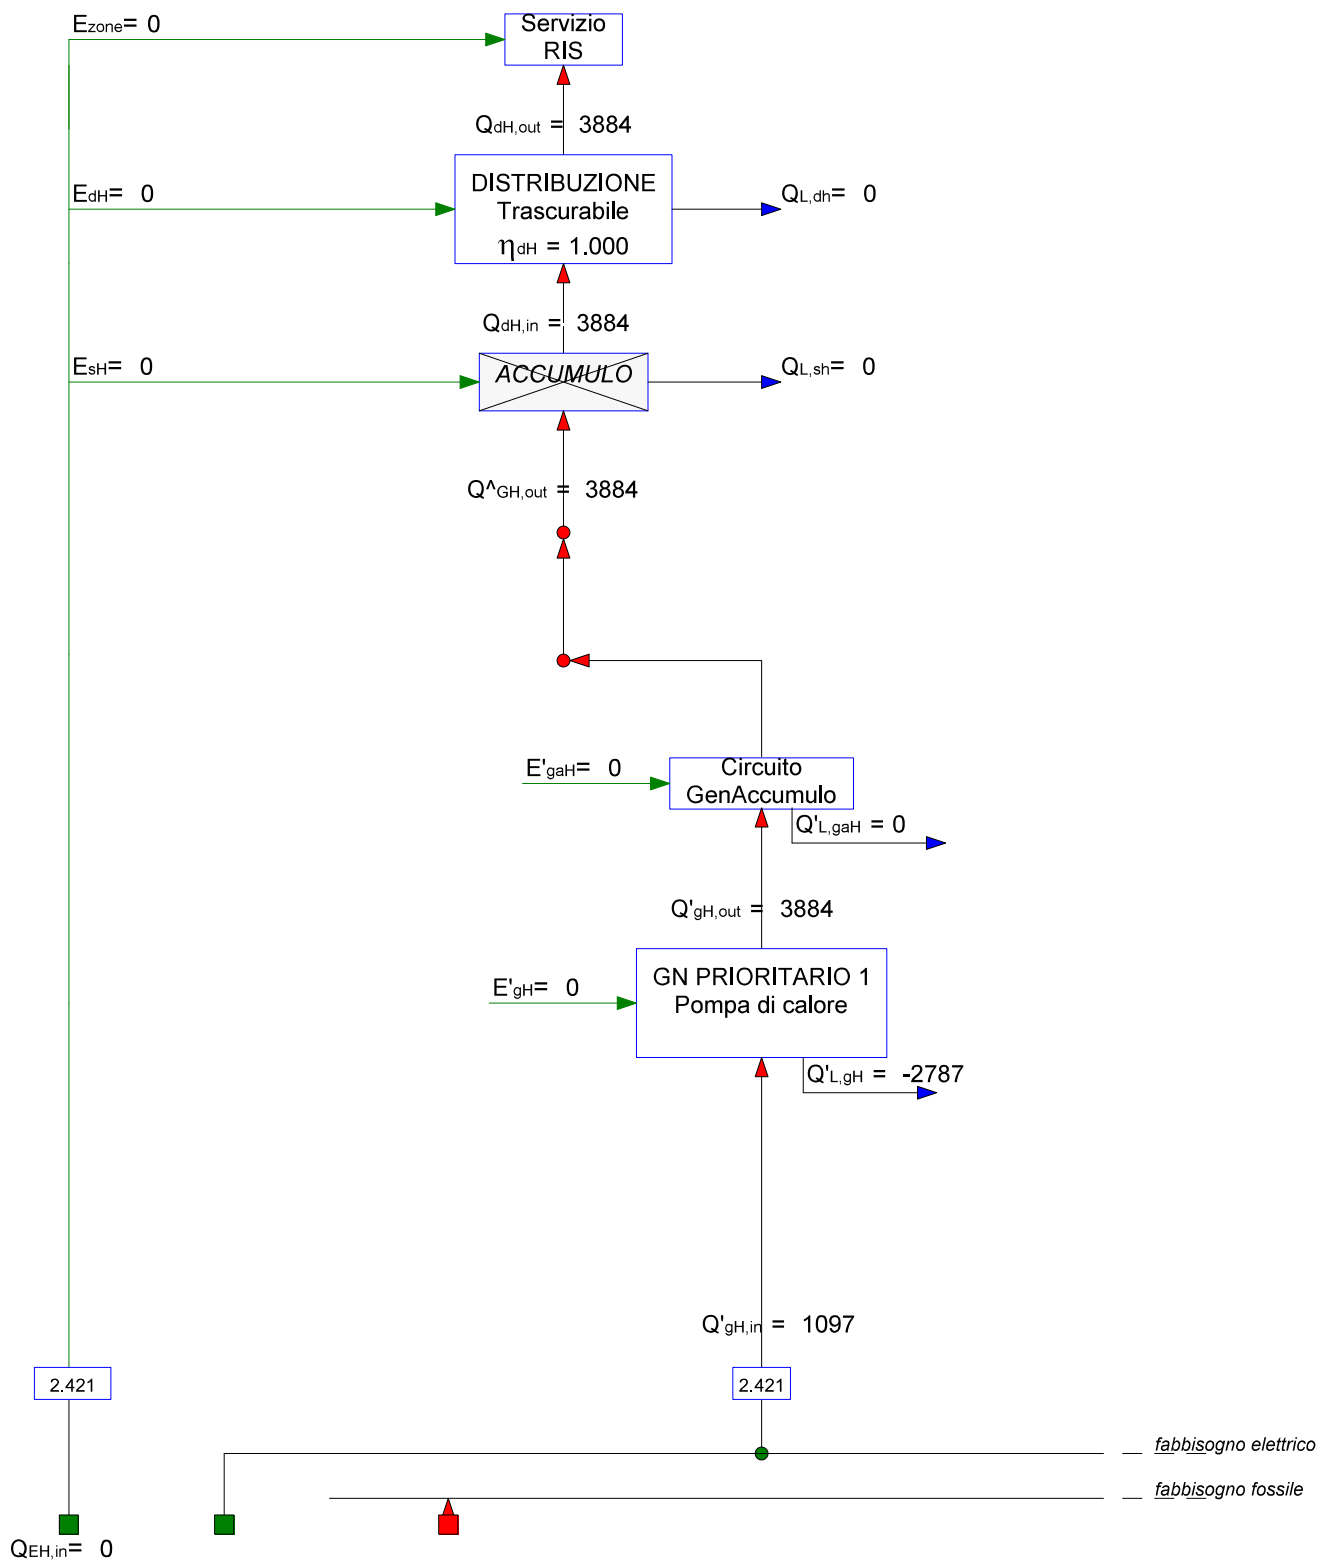 Ezone= 0
Servizio
RIS
QdH,out = 3884
DISTRIBUZIONE
Trascurabile
ηdH = 1.000
EdH= 0
QL,dh= 0
QdH,in = 3884
EsH= 0
ACCUMULO
QL,sh= 0
Q^GH,out = 3884
E'gaH= 0
Circuito
GenAccumulo
Q'L,gaH = 0
Q'gH,out = 3884
E'gH= 0
GN PRIORITARIO 1
Pompa di calore
Q'L,gH = -2787
Q'gH,in = 1097
2.421
2.421
fabbisogno elettrico
fabbisogno fossile
QEH,in= 0